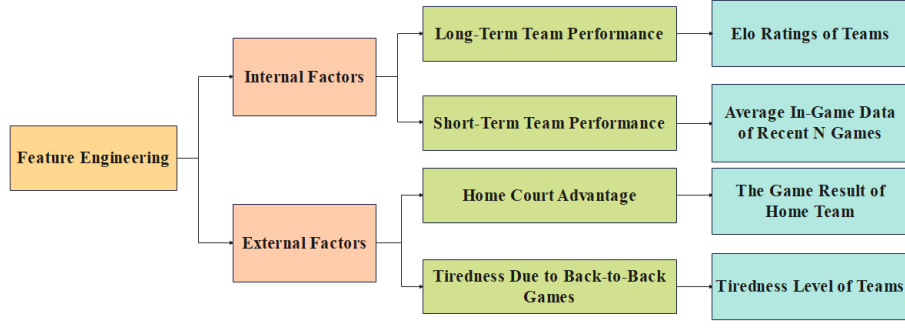 Feature Engineering
Internal Factors
External Factors
Long-Term Team Performance
Short-Term Team Performance
Home Court Advantage
Tiredness Due to Back-to-Back
Games
Elo Ratings of Teams
Average In-Game Data
of Recent N Games
The Game Result of
Home Team
Tiredness Level of Teams